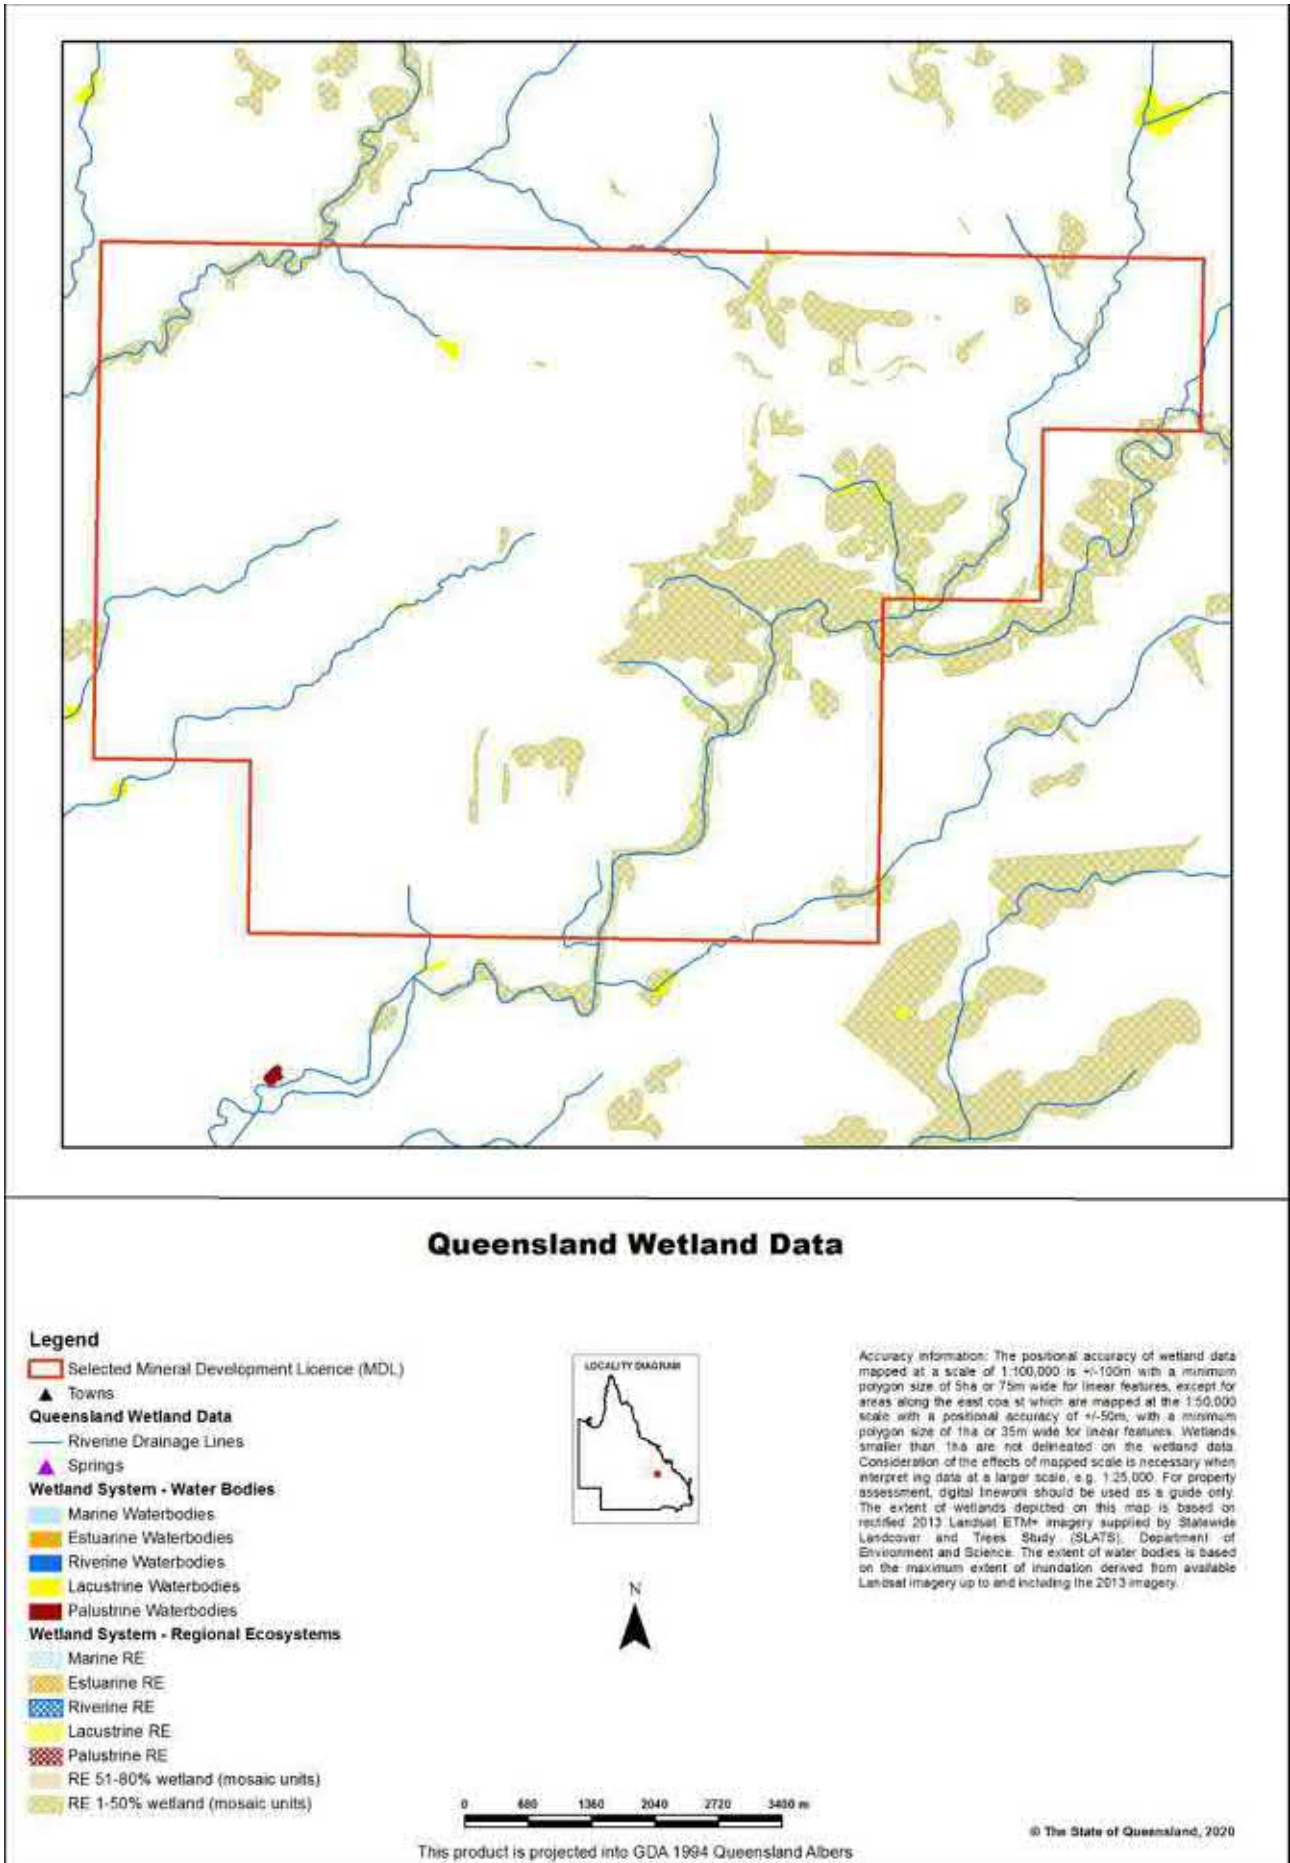 Queensland Wetland Data
Legend
Selected Mineral Development Licence (MDL)
Towns
Queensland Wetland Data
Riverine Drainage Lines
Springs
Wetland System - Water Bodies
Marine Waterbodies
Estuarine Waterbodies
Riverine Waterbodies
Lacustrine Waterbodies
Palustrine Waterbodies
Wetland System - Regional Ecosystems
Marine RE
Estuarine RE
Riverine RE
Lacustrine RE
Palustrine RE
RE 51-80% wetland (mosaic units)
RE 1-50% wetland (mosaic units)
LOCALITY DIAGRAM
N
0 680 1360 2040 2720 3400 m
This product is projected into GDA 1994 Queensland Albers
Accuracy information: The positional accuracy of wetland data
mapped at a scale of 1:100,000 is +/-100m with a minimum
polygon size of 5ha or 75m wide for linear features, except for
areas along the east coa st which are mapped at the 1:50,000
scale with a positional accuracy of +/-50m, with a minimum
polygon size of 1ha or 35m wide for linear features. Wetlands
smaller than 1ha are not delineated on the wetland data.
Consideration of the effects of mapped scale is necessary when
interpret ing data at a larger scale, e.g. 1:25,000. For property
assessment, digital linework should be used as a guide only.
The extent of wetlands depicted on this map is based on
rectified 2013 Landsat ETM+ imagery supplied by Statewide
Landcover and Trees Study (SLATS), Department of
Environment and Science. The extent of water bodies is based
on the maximum extent of inundation derived from available
Landsat imagery up to and including the 2013 imagery.
© The State of Queensland, 2020